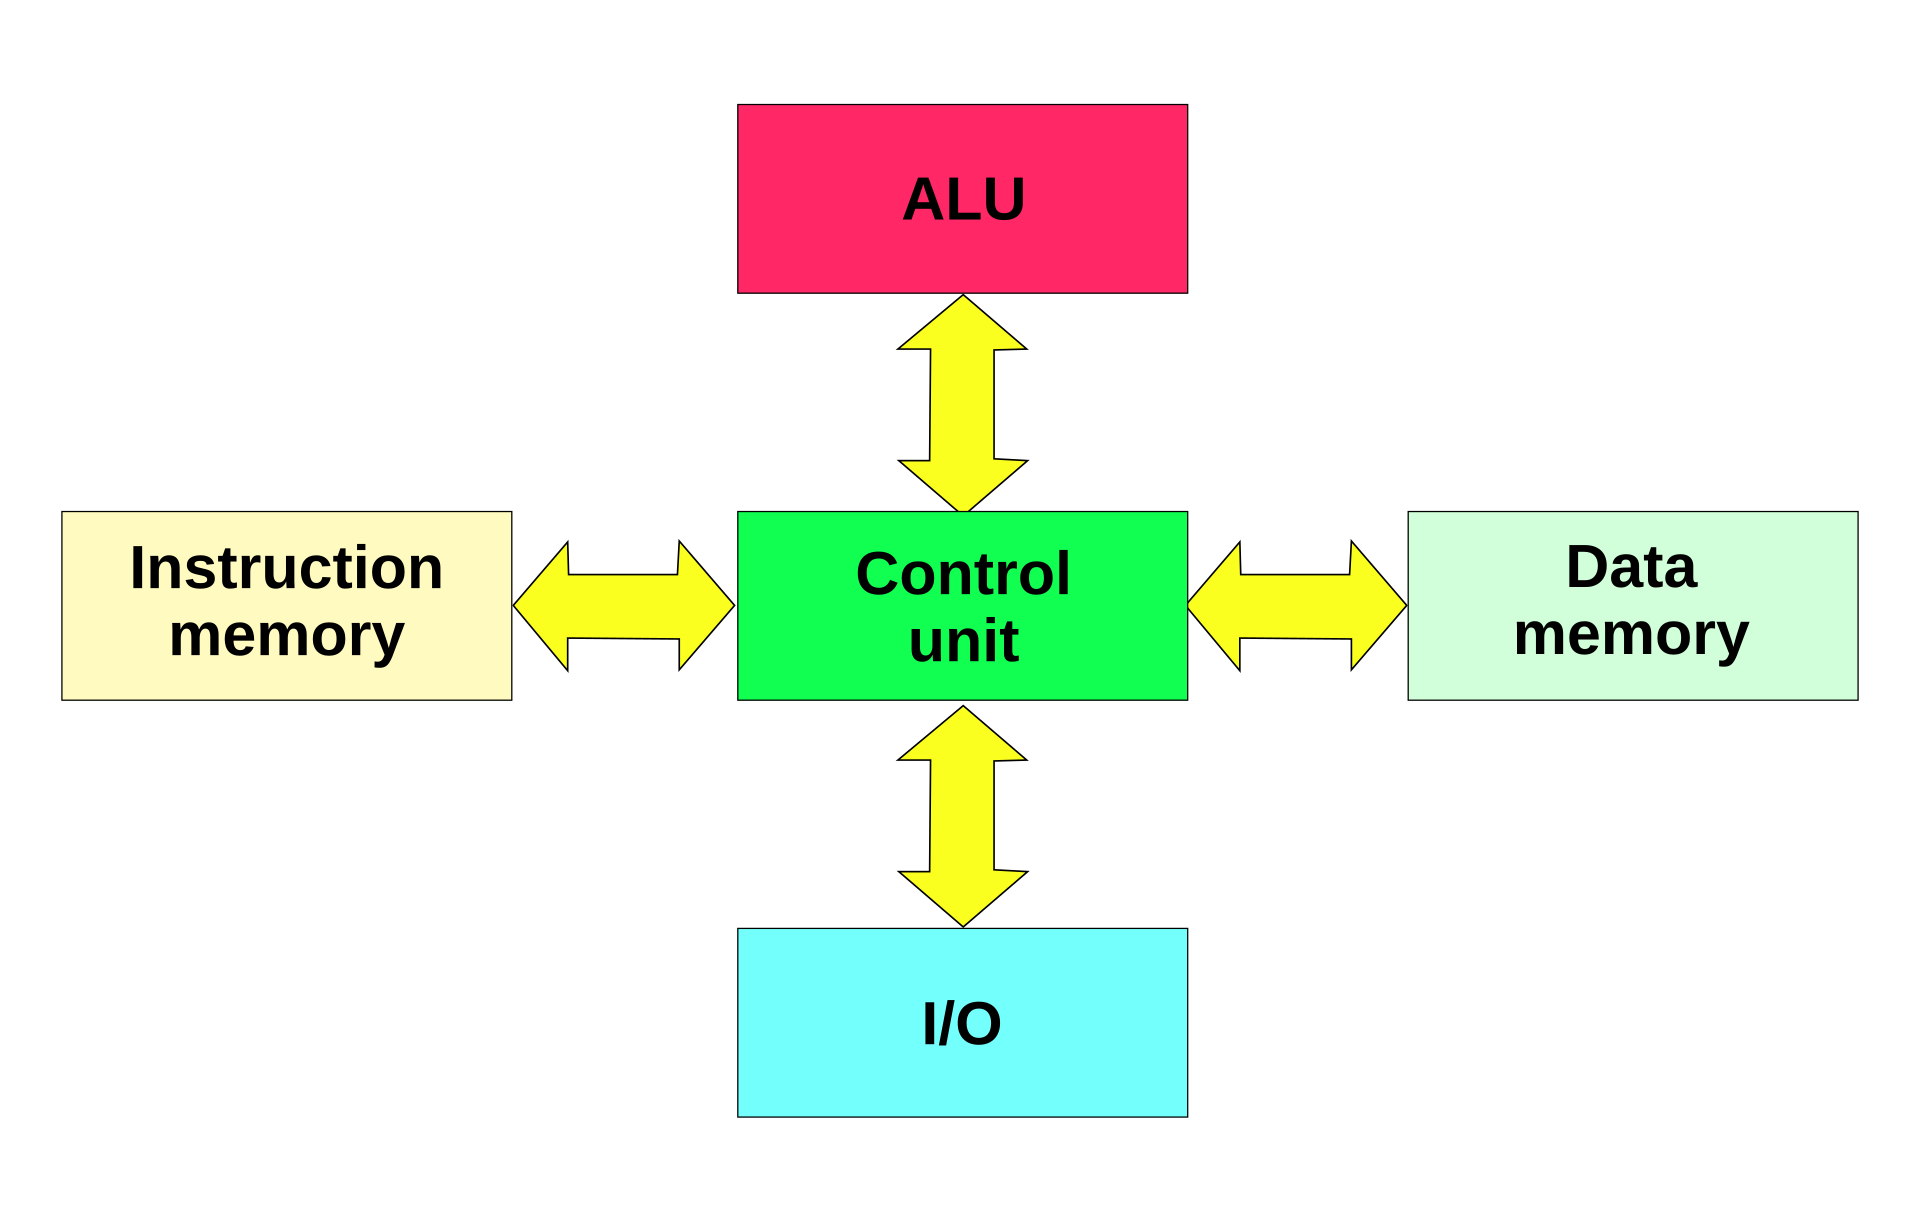 ALU
Instruction
memory
Control
unit
Data
memory
I/O